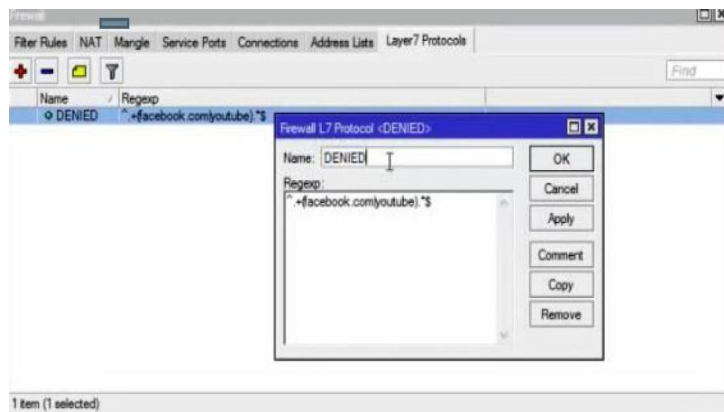 Firewall
Filter Rules NAT Mangle Service Ports Connections Address Lists Layer7 Protocols
Find
Name / Regexp
DENIED ^.+(facebook.com|youtube).*$
Firewall L7 Protocol <DENIED>
Name: DENIED
OK
Regexp:
Cancel
^.+(facebook.com|youtube).*$
Apply
Comment
Copy
Remove
1 item (1 selected)